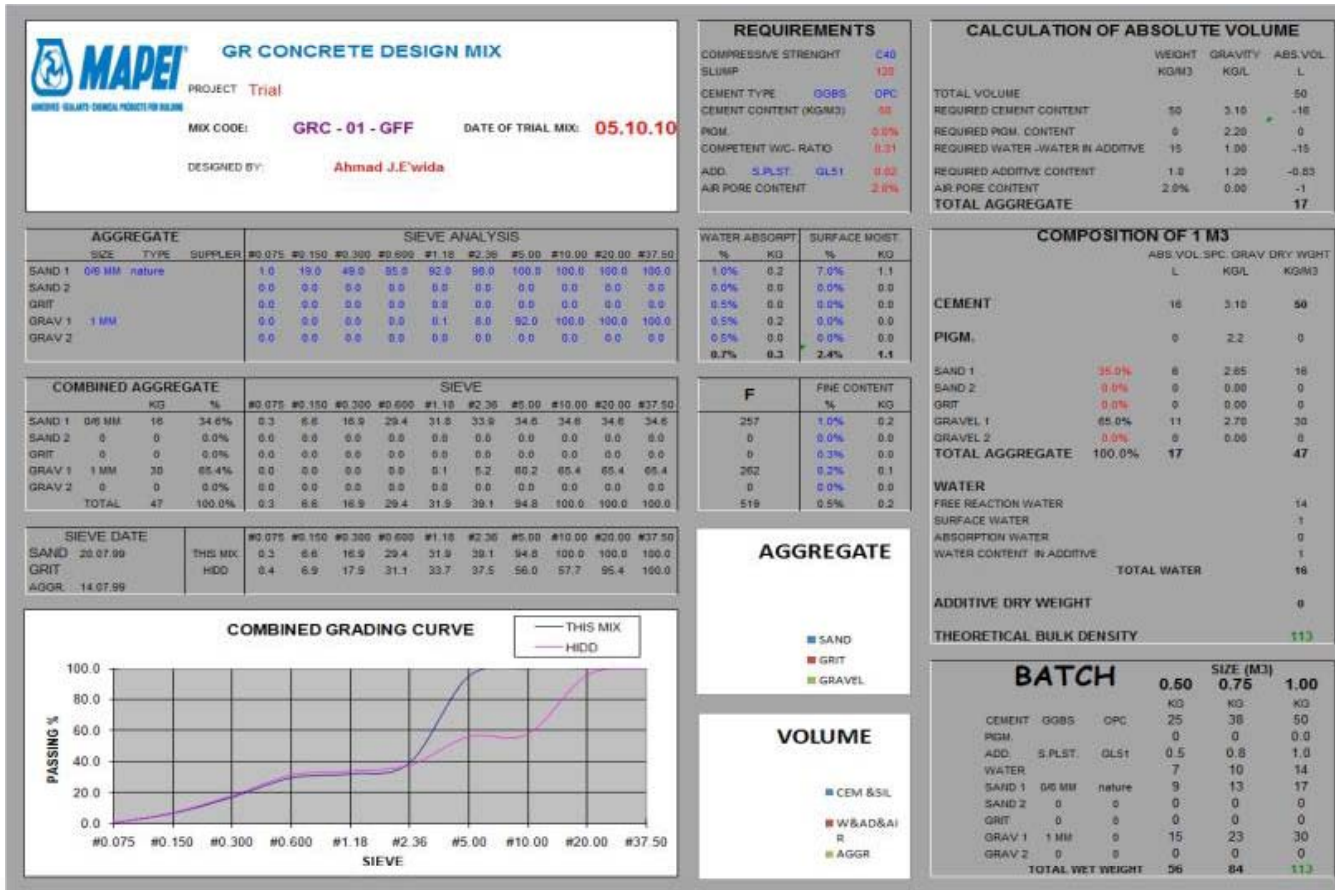 MAPEI
ADHESIVES - SEALANTS - CHEMICAL PRODUCTS FOR BUILDING
GR CONCRETE DESIGN MIX
PROJECT Trial
MIX CODE: GRC - 01 - GFF DATE OF TRIAL MIX: 05.10.10
DESIGNED BY: Ahmad J.E'wida
REQUIREMENTS
COMPRESSIVE STRENGHT C40
SLUMP 120
CEMENT TYPE GGBS OPC
CEMENT CONTENT (KG/M3)
PIGM. 0.0%
COMPETENT W/C- RATIO 0.31
ADD. S.PLST. GL51 0.02
AIR PORE CONTENT 2.0%
CALCULATION OF ABSOLUTE VOLUME
WEIGHT GRAVITY ABS.VOL.
KG/M3 KG/L L
TOTAL VOLUME 50
REQUIRED CEMENT CONTENT 50 3.10 -16
REQUIRED PIGM. CONTENT 0 2.20 0
REQUIRED WATER -WATER IN ADDITIVE 15 1.00 -15
REQUIRED ADDITIVE CONTENT 1.0 1.20 -0.83
AIR PORE CONTENT 2.0% 0.00 -1
TOTAL AGGREGATE 17
AGGREGATE SIEVE ANALYSIS
SIZE TYPE SUPPLIER #0.075 #0.150 #0.300 #0.600 #1.18 #2.36 #5.00 #10.00 #20.00 #37.50
SAND 1 0/6 MM nature 1.0 19.0 49.0 85.0 92.0 98.0 100.0 100.0 100.0 100.0
SAND 2 0.0 0.0 0.0 0.0 0.0 0.0 0.0 0.0 0.0 0.0
GRIT 0.0 0.0 0.0 0.0 0.0 0.0 0.0 0.0 0.0 0.0
GRAV 1 1 MM 0.0 0.0 0.0 0.0 0.1 8.0 92.0 100.0 100.0 100.0
GRAV 2 0.0 0.0 0.0 0.0 0.0 0.0 0.0 0.0 0.0 0.0
WATER ABSORPT. SURFACE MOIST.
% KG % KG
1.0% 0.2 7.0% 1.1
0.0% 0.0 0.0% 0.0
0.5% 0.0 0.0% 0.0
0.5% 0.2 0.0% 0.0
0.5% 0.0 0.0% 0.0
0.7% 0.3 2.4% 1.1
COMBINED AGGREGATE SIEVE
KG % #0.075 #0.150 #0.300 #0.600 #1.18 #2.36 #5.00 #10.00 #20.00 #37.50
SAND 1 0/6 MM 16 34.6% 0.3 6.6 16.9 29.4 31.8 33.9 34.6 34.6 34.6 34.6
SAND 2 0 0 0.0% 0.0 0.0 0.0 0.0 0.0 0.0 0.0 0.0 0.0 0.0
GRIT 0 0 0.0% 0.0 0.0 0.0 0.0 0.0 0.0 0.0 0.0 0.0 0.0
GRAV 1 1 MM 30 65.4% 0.0 0.0 0.0 0.0 0.1 5.2 60.2 65.4 65.4 65.4
GRAV 2 0 0 0.0% 0.0 0.0 0.0 0.0 0.0 0.0 0.0 0.0 0.0 0.0
TOTAL 47 100.0% 0.3 6.6 16.9 29.4 31.9 39.1 94.8 100.0 100.0 100.0
F FINE CONTENT
% KG
257 1.0% 0.2
0 0.0% 0.0
0 0.3% 0.0
262 0.2% 0.1
0 0.0% 0.0
519 0.5% 0.2
COMPOSITION OF 1 M3
ABS.VOL. SPC. GRAV DRY WGHT
L KG/L KG/M3
CEMENT 16 3.10 50
PIGM. 0 2.2 0
SAND 1 35.0% 6 2.65 16
SAND 2 0.0% 0 0.00 0
GRIT 0.0% 0 0.00 0
GRAVEL 1 65.0% 11 2.70 30
GRAVEL 2 0.0% 0 0.00 0
TOTAL AGGREGATE 100.0% 17 47
WATER
FREE REACTION WATER 14
SURFACE WATER 1
ABSORPTION WATER 0
WATER CONTENT IN ADDITIVE 1
TOTAL WATER 16
ADDITIVE DRY WEIGHT 0
THEORETICAL BULK DENSITY 113
SIEVE DATE #0.075 #0.150 #0.300 #0.600 #1.18 #2.36 #5.00 #10.00 #20.00 #37.50
SAND 20.07.99 THIS MIX 0.3 6.6 16.9 29.4 31.9 39.1 94.8 100.0 100.0 100.0
GRIT HIDD 0.4 6.9 17.9 31.1 33.7 37.5 56.0 57.7 95.4 100.0
AGGR. 14.07.99
COMBINED GRADING CURVE
THIS MIX
HIDD
PASSING %
100.0
80.0
60.0
40.0
20.0
0.0
#0.075 #0.150 #0.300 #0.600 #1.18 #2.36 #5.00 #10.00 #20.00 #37.50
SIEVE
AGGREGATE
SAND
GRIT
GRAVEL
VOLUME
CEM &SIL
W&AD&AI
R
AGGR
BATCH SIZE (M3)
0.50 0.75 1.00
KG KG KG
CEMENT GGBS OPC 25 38 50
PIGM. 0 0 0.0
ADD. S.PLST. GL51 0.5 0.8 1.0
WATER 7 10 14
SAND 1 0/6 MM nature 9 13 17
SAND 2 0 0 0 0 0
GRIT 0 0 0 0 0
GRAV 1 1 MM 0 15 23 30
GRAV 2 0 0 0 0 0
TOTAL WET WEIGHT 56 84 113